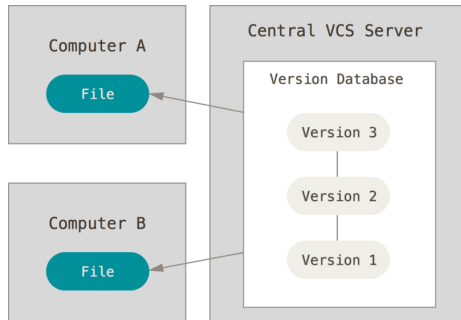 Computer A
File
Computer B
File
Central VCS Server
Version Database
Version 3
Version 2
Version 1